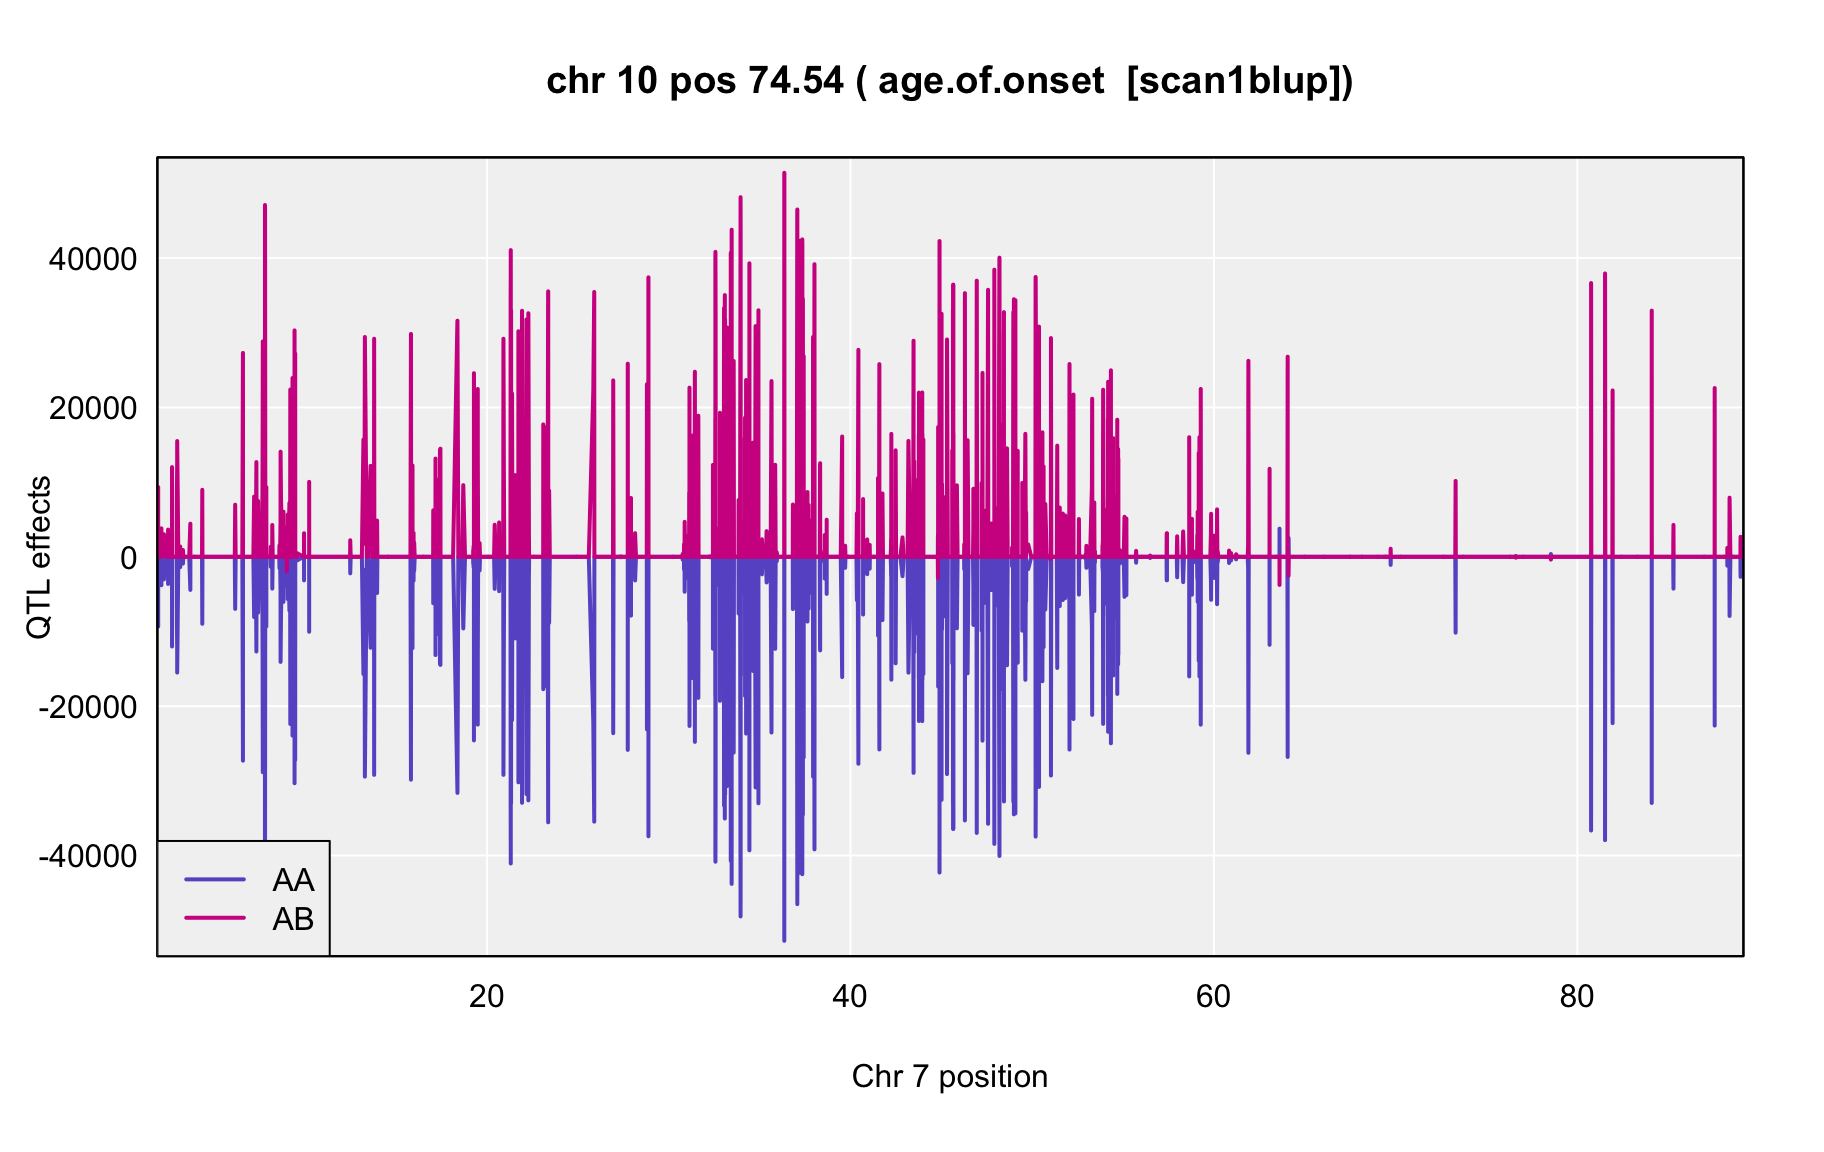 chr 10 pos 74.54 ( age.of.onset  [scan1blup])
QTL effects
40000
20000
0
-20000
-40000
AA
AB
20
40
60
80
Chr 7 position